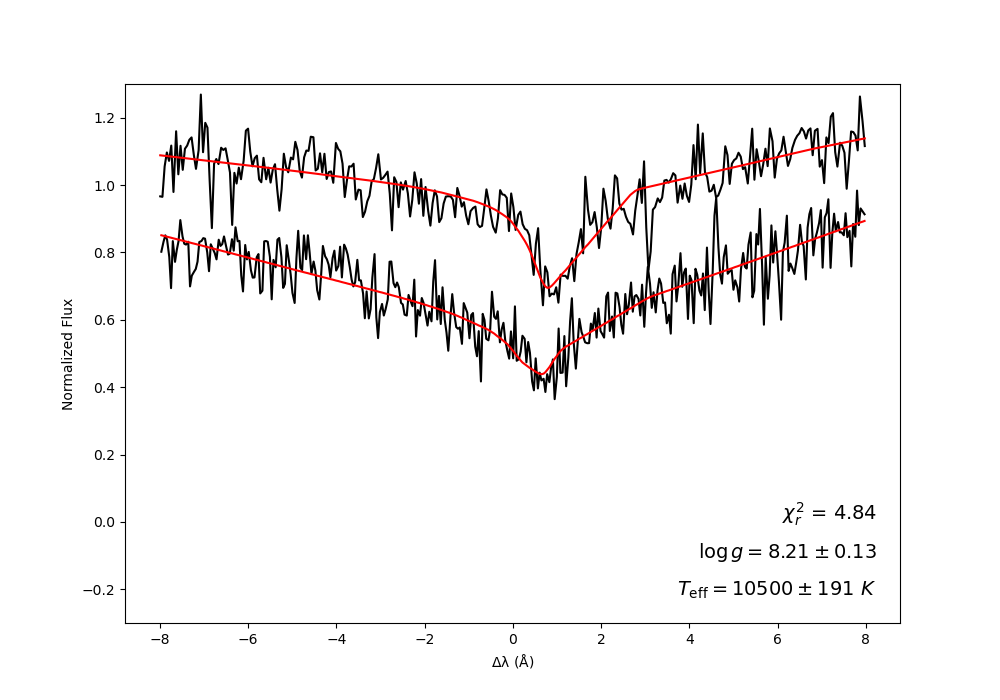 1.2
1.0
0.8
0.6
0.4
0.2
0.0
−0.2
Normalized Flux
χ²ᵣ = 4.84
log g = 8.21 ± 0.13
T_eff = 10500 ± 191 K
−8 −6 −4 −2 0 2 4 6 8
Δλ (Å)